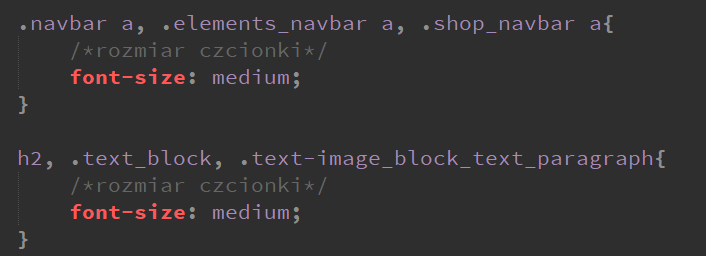 .navbar a, .elements_navbar a, .shop_navbar a{
/*rozmiar czcionki*/
font-size: medium;
}
h2, .text_block, .text-image_block_text_paragraph{
/*rozmiar czcionki*/
font-size: medium;
}